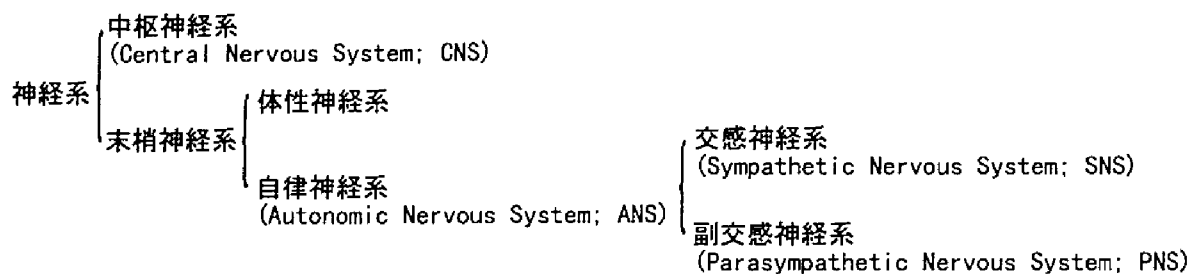 中枢神経系
(Central Nervous System; CNS)
神経系
体性神経系
末梢神経系
交感神経系
(Sympathetic Nervous System; SNS)
自律神経系
(Autonomic Nervous System; ANS)
副交感神経系
(Parasympathetic Nervous System; PNS)